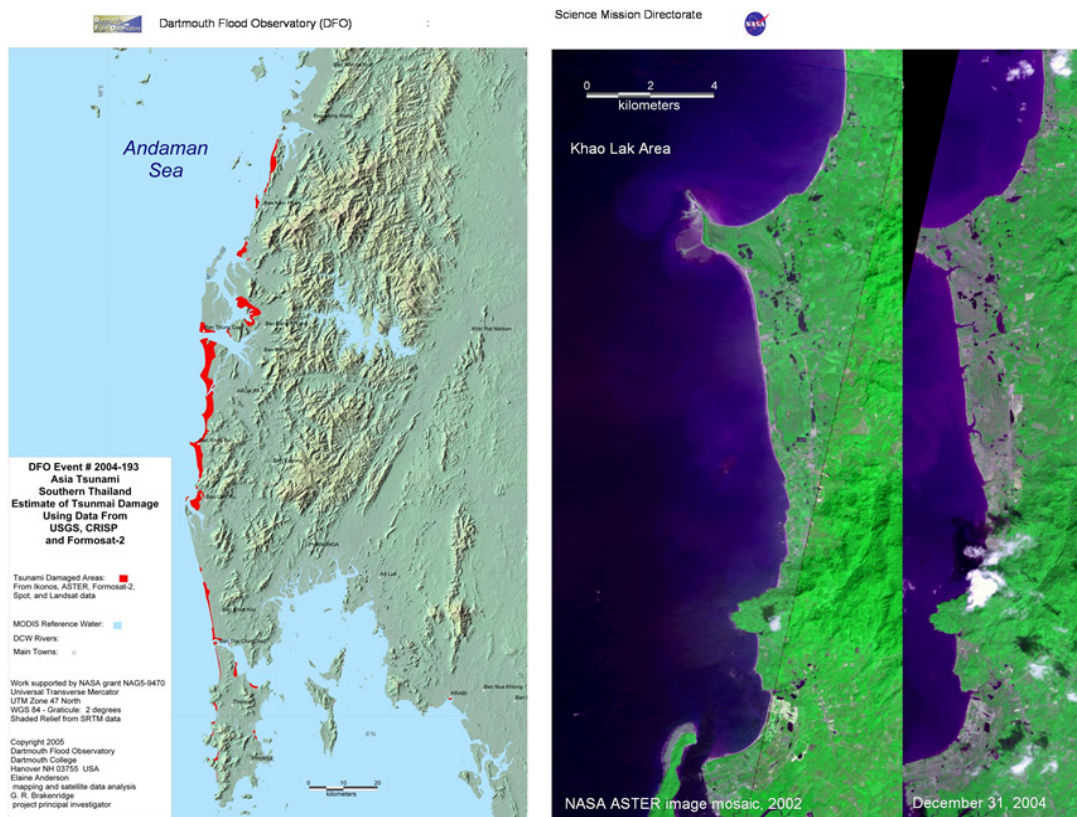 Dartmouth Flood Observatory (DFO)
:
Science Mission Directorate
NASA
Andaman
Sea
DFO Event # 2004-193
Asia Tsunami
Southern Thailand
Estimate of Tsunmai Damage
Using Data From
USGS, CRISP
and Formosat-2
Tsunami Damaged Areas:
From Ikonos, ASTER, Formosat-2,
Spot, and Landsat data
MODIS Reference Water:
DCW Rivers:
Main Towns:
Work supported by NASA grant NAG5-9470
Universal Transverse Mercator
UTM Zone 47 North
WGS 84 - Graticule: 2 degrees
Shaded Relief from SRTM data
Copyright 2005
Dartmouth Flood Observatory
Dartmouth College
Hanover NH 03755 USA
Elaine Anderson
mapping and satellite data analysis
G. R. Brakenridge
project principal investigator
KRABI
0 10 20
kilometers
0 2 4
kilometers
Khao Lak Area
NASA ASTER image mosaic, 2002
December 31, 2004